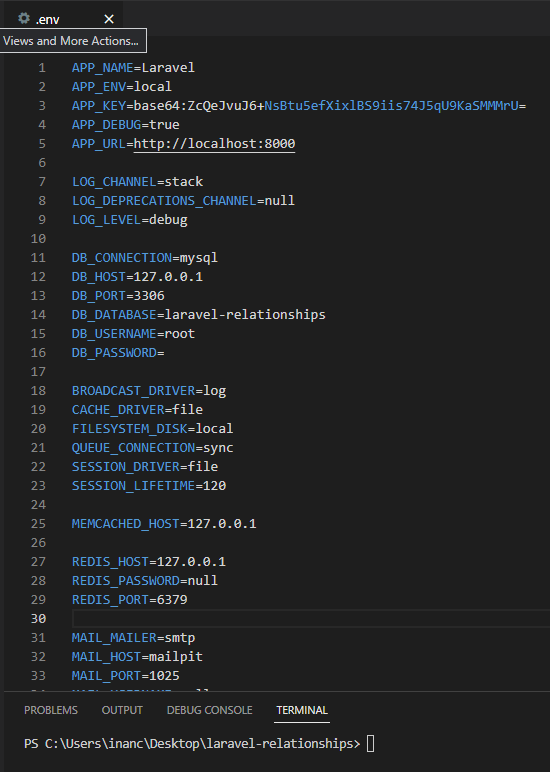 .env
Views and More Actions...
1 APP_NAME=Laravel
2 APP_ENV=local
3 APP_KEY=base64:ZcQeJvuJ6+NsBtu5efXixlBS9iis74J5qU9KaSMMMrU=
4 APP_DEBUG=true
5 APP_URL=http://localhost:8000
6
7 LOG_CHANNEL=stack
8 LOG_DEPRECATIONS_CHANNEL=null
9 LOG_LEVEL=debug
10
11 DB_CONNECTION=mysql
12 DB_HOST=127.0.0.1
13 DB_PORT=3306
14 DB_DATABASE=laravel-relationships
15 DB_USERNAME=root
16 DB_PASSWORD=
17
18 BROADCAST_DRIVER=log
19 CACHE_DRIVER=file
20 FILESYSTEM_DISK=local
21 QUEUE_CONNECTION=sync
22 SESSION_DRIVER=file
23 SESSION_LIFETIME=120
24
25 MEMCACHED_HOST=127.0.0.1
26
27 REDIS_HOST=127.0.0.1
28 REDIS_PASSWORD=null
29 REDIS_PORT=6379
30
31 MAIL_MAILER=smtp
32 MAIL_HOST=mailpit
33 MAIL_PORT=1025
PROBLEMS OUTPUT DEBUG CONSOLE TERMINAL
PS C:\Users\inanc\Desktop\laravel-relationships>